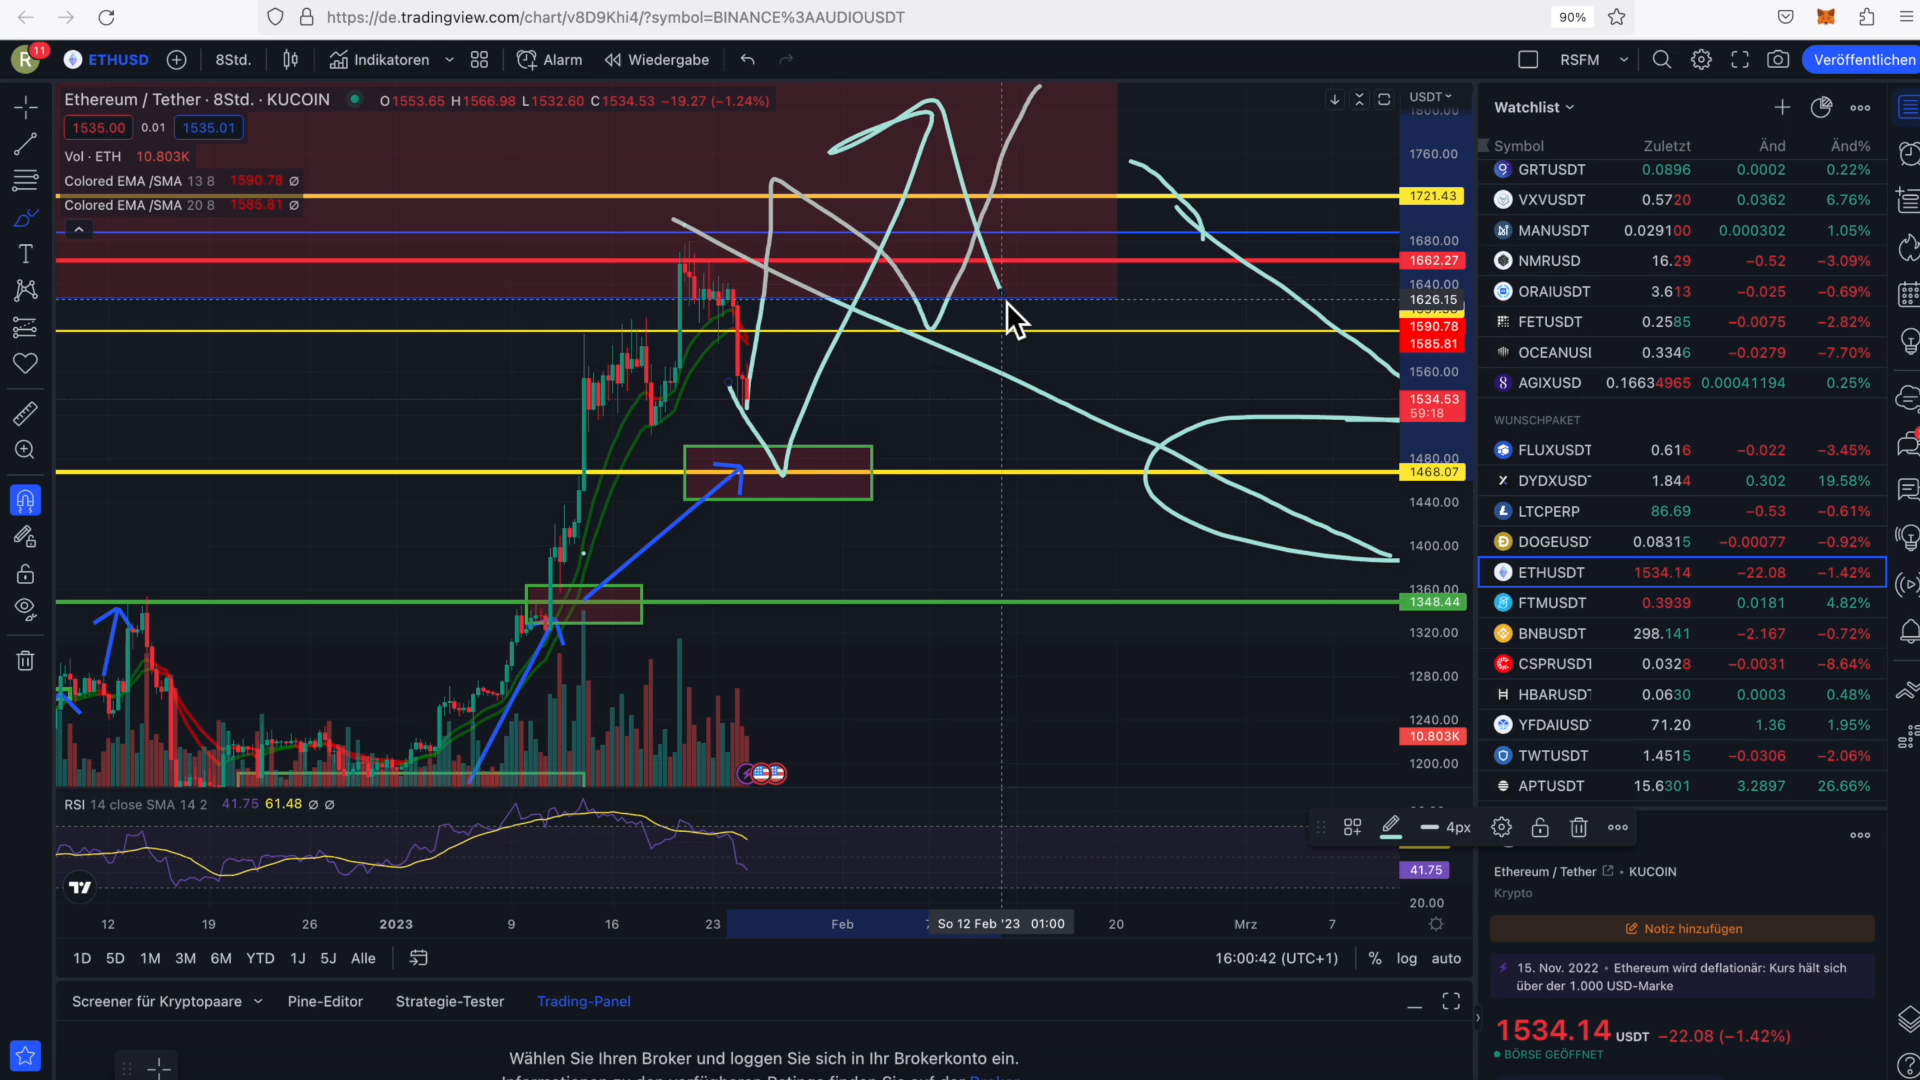 https://de.tradingview.com/chart/v8D9Khi4/?symbol=BINANCE%3AAUDIOUSDT
90%
R
11
ETHUSD
8Std.
Indikatoren
Alarm
Wiedergabe
RSFM
Veröffentlichen
Ethereum / Tether · 8Std. · KUCOIN
O1553.65 H1566.98 L1532.60 C1534.53 −19.27 (−1.24%)
1535.00
0.01
1535.01
Vol · ETH 10.803K
Colored EMA /SMA 13 8 1590.78 ∅
Colored EMA /SMA 20 8 1585.81 ∅
USDT
1800.00
1760.00
1721.43
1680.00
1662.27
1640.00
1626.15
1590.78
1585.81
1560.00
1534.53
59:18
1480.00
1468.07
1440.00
1400.00
1360.00
1348.44
1320.00
1280.00
1240.00
10.803K
1200.00
RSI 14 close SMA 14 2 41.75 61.48 ∅ ∅
41.75
20.00
12
19
26
2023
9
16
23
Feb
So 12 Feb '23 01:00
20
Mrz
7
1D 5D 1M 3M 6M YTD 1J 5J Alle
16:00:42 (UTC+1)
% log auto
Screener für Kryptopaare
Pine-Editor
Strategie-Tester
Trading-Panel
Wählen Sie Ihren Broker und loggen Sie sich in Ihr Brokerkonto ein.
4px
Watchlist
Symbol Zuletzt Änd Änd%
GRTUSDT 0.0896 0.0002 0.22%
VXVUSDT 0.5720 0.0362 6.76%
MANUSDT 0.029100 0.000302 1.05%
NMRUSD 16.29 −0.52 −3.09%
ORAIUSDT 3.613 −0.025 −0.69%
FETUSDT 0.2585 −0.0075 −2.82%
OCEANUSI 0.3346 −0.0279 −7.70%
AGIXUSD 0.16634965 0.00041194 0.25%
WUNSCHPAKET
FLUXUSDT 0.616 −0.022 −3.45%
DYDXUSD 1.844 0.302 19.58%
LTCPERP 86.69 −0.53 −0.61%
DOGEUSD 0.08315 −0.00077 −0.92%
ETHUSDT 1534.14 −22.08 −1.42%
FTMUSDT 0.3939 0.0181 4.82%
BNBUSDT 298.141 −2.167 −0.72%
CSPRUSDT 0.0328 −0.0031 −8.64%
HBARUSDT 0.0630 0.0003 0.48%
YFDAIUSD 71.20 1.36 1.95%
TWTUSDT 1.4515 −0.0306 −2.06%
APTUSDT 15.6301 3.2897 26.66%
Ethereum / Tether • KUCOIN
Krypto
Notiz hinzufügen
15. Nov. 2022 • Ethereum wird deflationär: Kurs hält sich
über der 1.000 USD-Marke
1534.14 USDT −22.08 (−1.42%)
BÖRSE GEÖFFNET